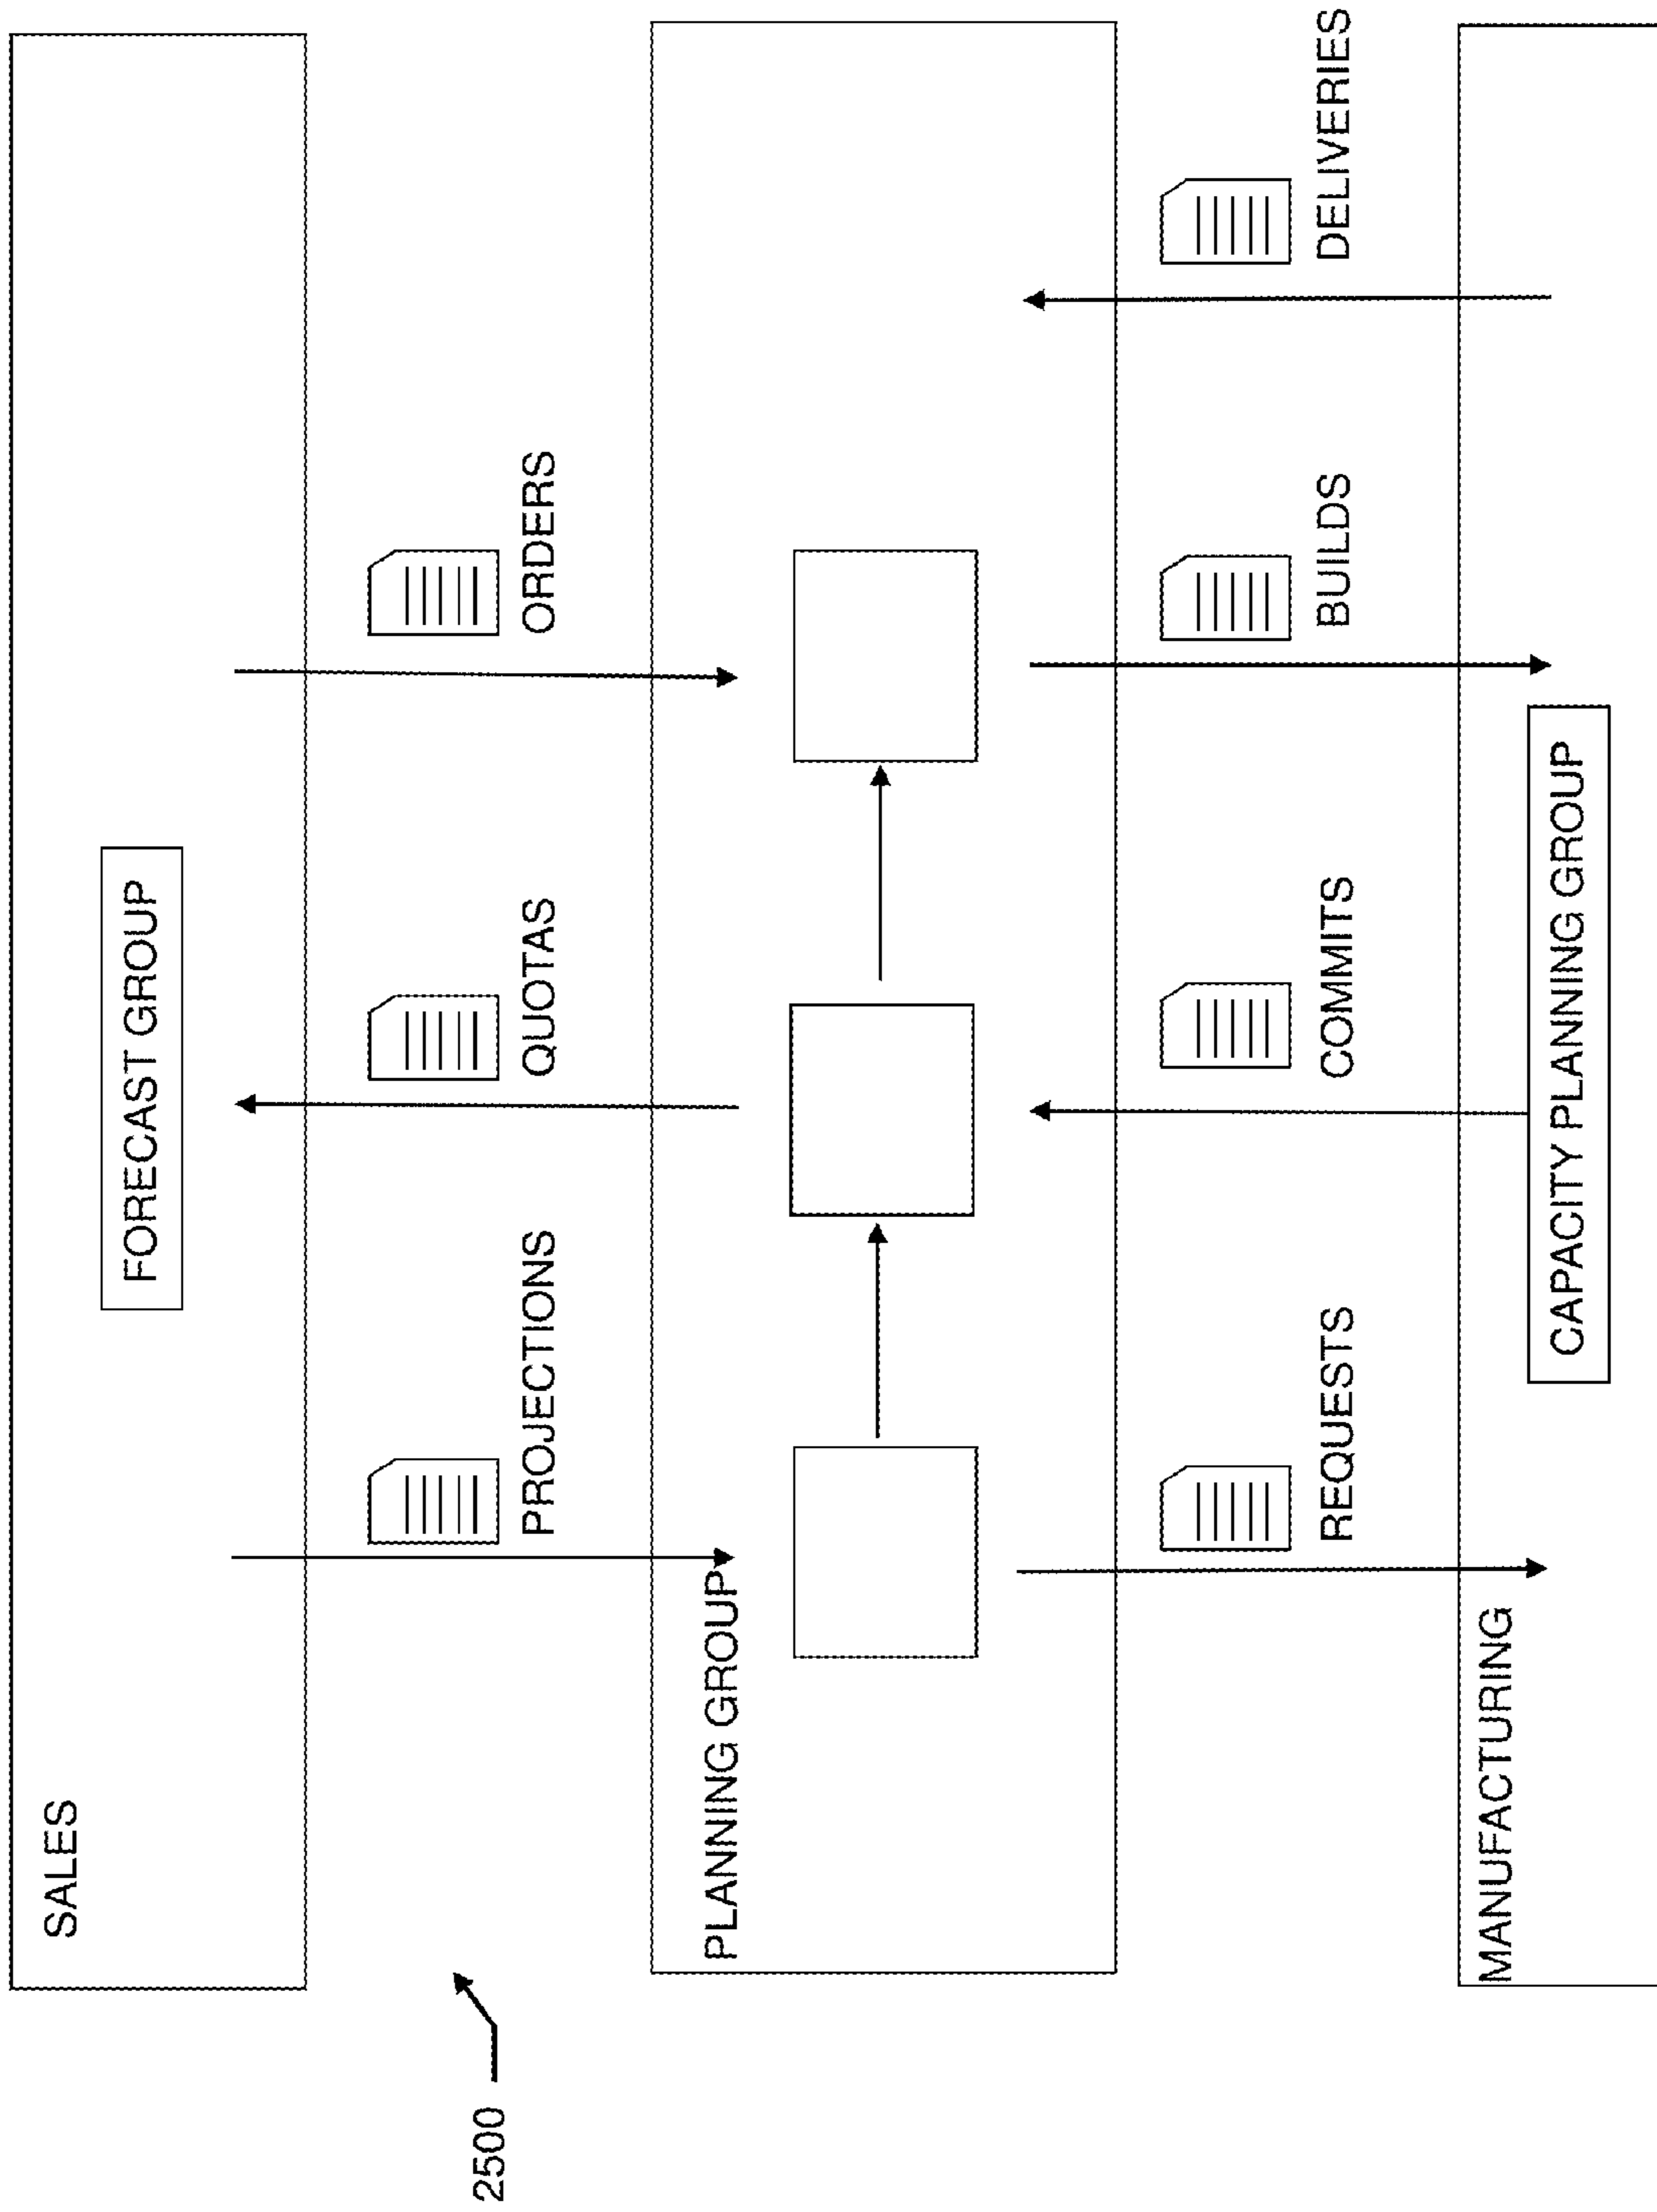 SALES
FORECAST GROUP
2500
PROJECTIONS
QUOTAS
ORDERS
PLANNING GROUP
REQUESTS
COMMITS
BUILDS
DELIVERIES
MANUFACTURING
CAPACITY PLANNING GROUP